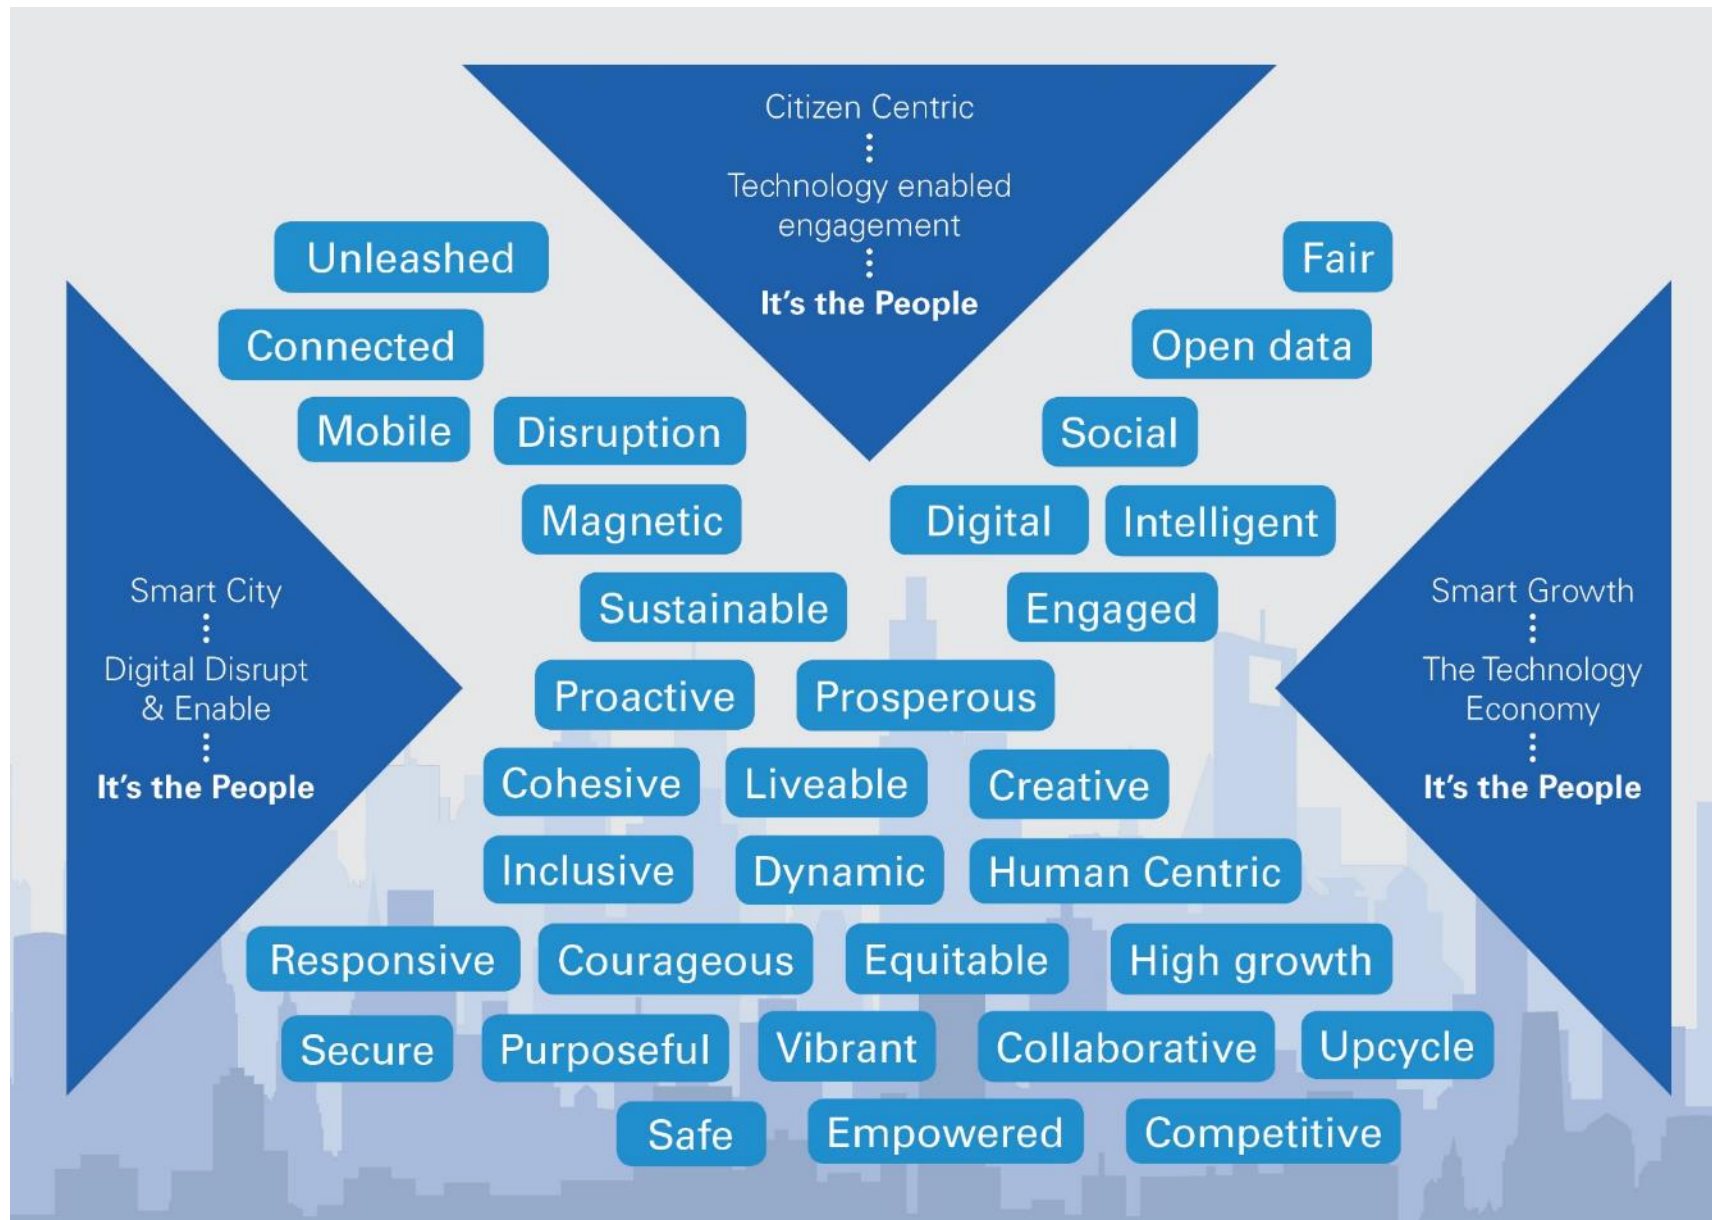 Citizen Centric
Technology enabled
engagement
It's the People
Unleashed
Fair
Connected
Open data
Mobile
Disruption
Social
Magnetic
Digital
Intelligent
Smart City
Digital Disrupt
& Enable
It's the People
Sustainable
Engaged
Smart Growth
The Technology
Economy
It's the People
Proactive
Prosperous
Cohesive
Liveable
Creative
Inclusive
Dynamic
Human Centric
Responsive
Courageous
Equitable
High growth
Secure
Purposeful
Vibrant
Collaborative
Upcycle
Safe
Empowered
Competitive